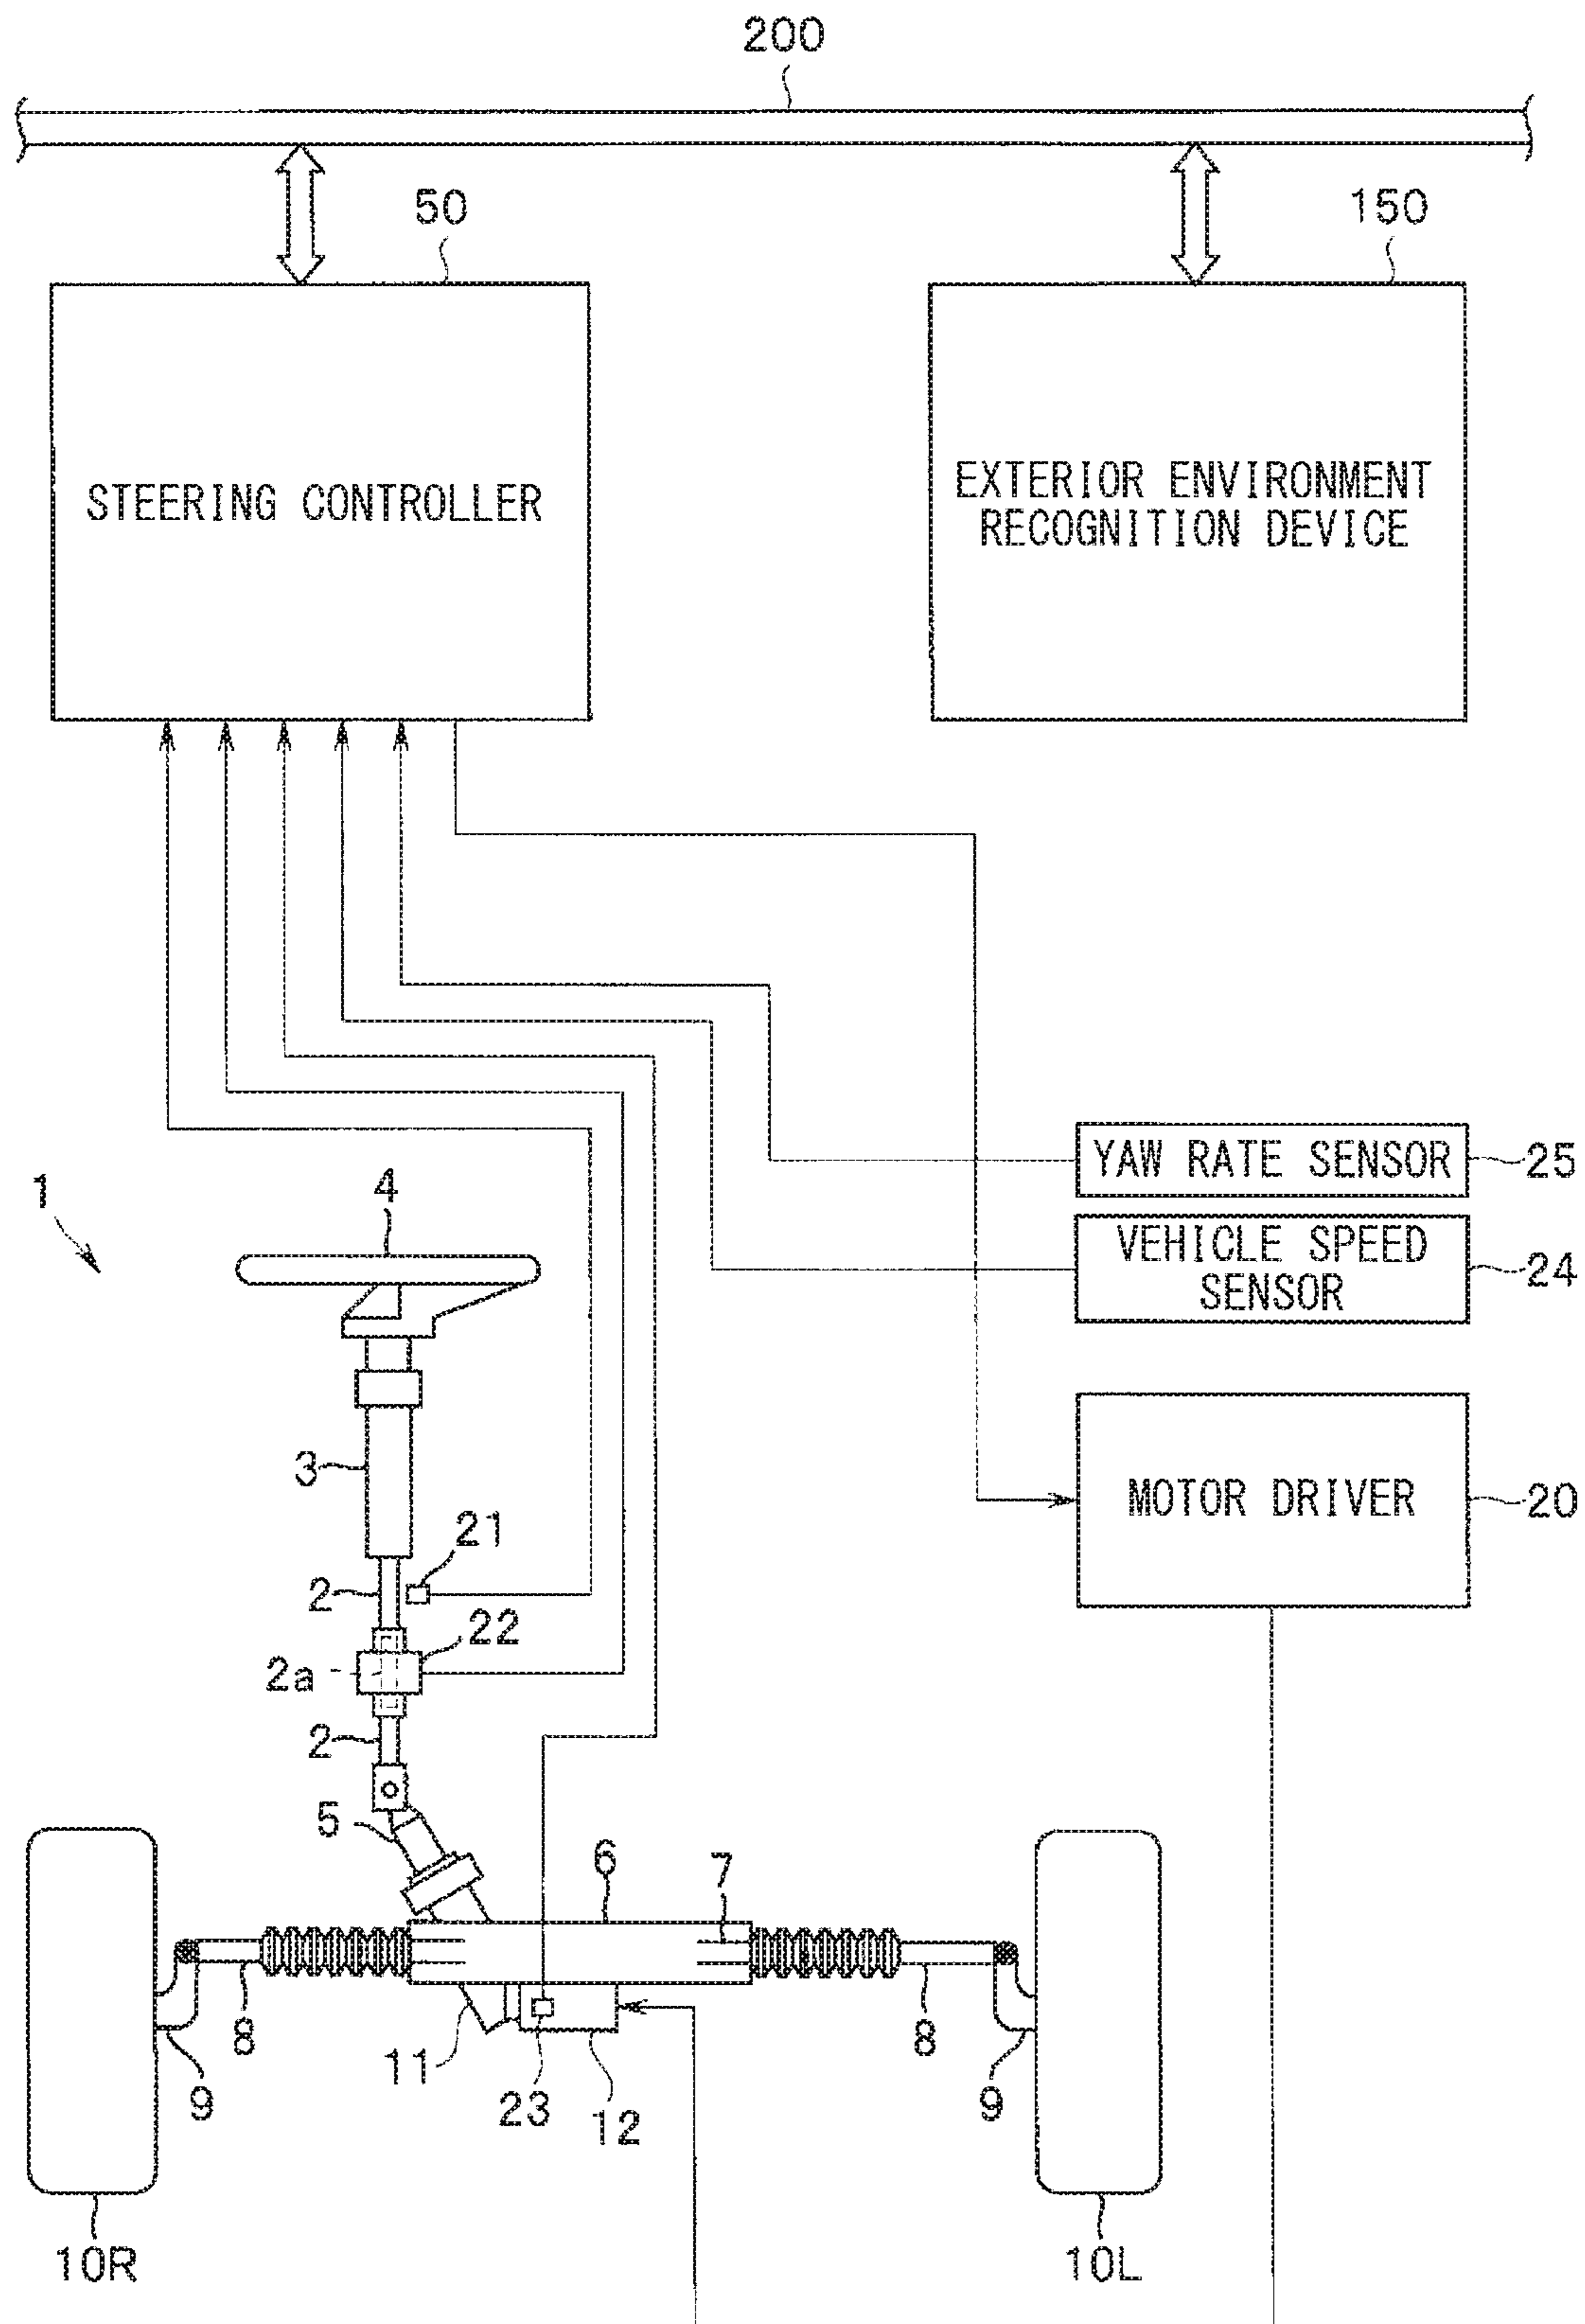 200
50
150
STEERING CONTROLLER
EXTERIOR ENVIRONMENT
RECOGNITION DEVICE
YAW RATE SENSOR
25
1
4
VEHICLE SPEED
SENSOR
24
3
MOTOR DRIVER
20
21
2
22
2a
2
5
6
7
8
11
9
23
12
8
9
10R
10L